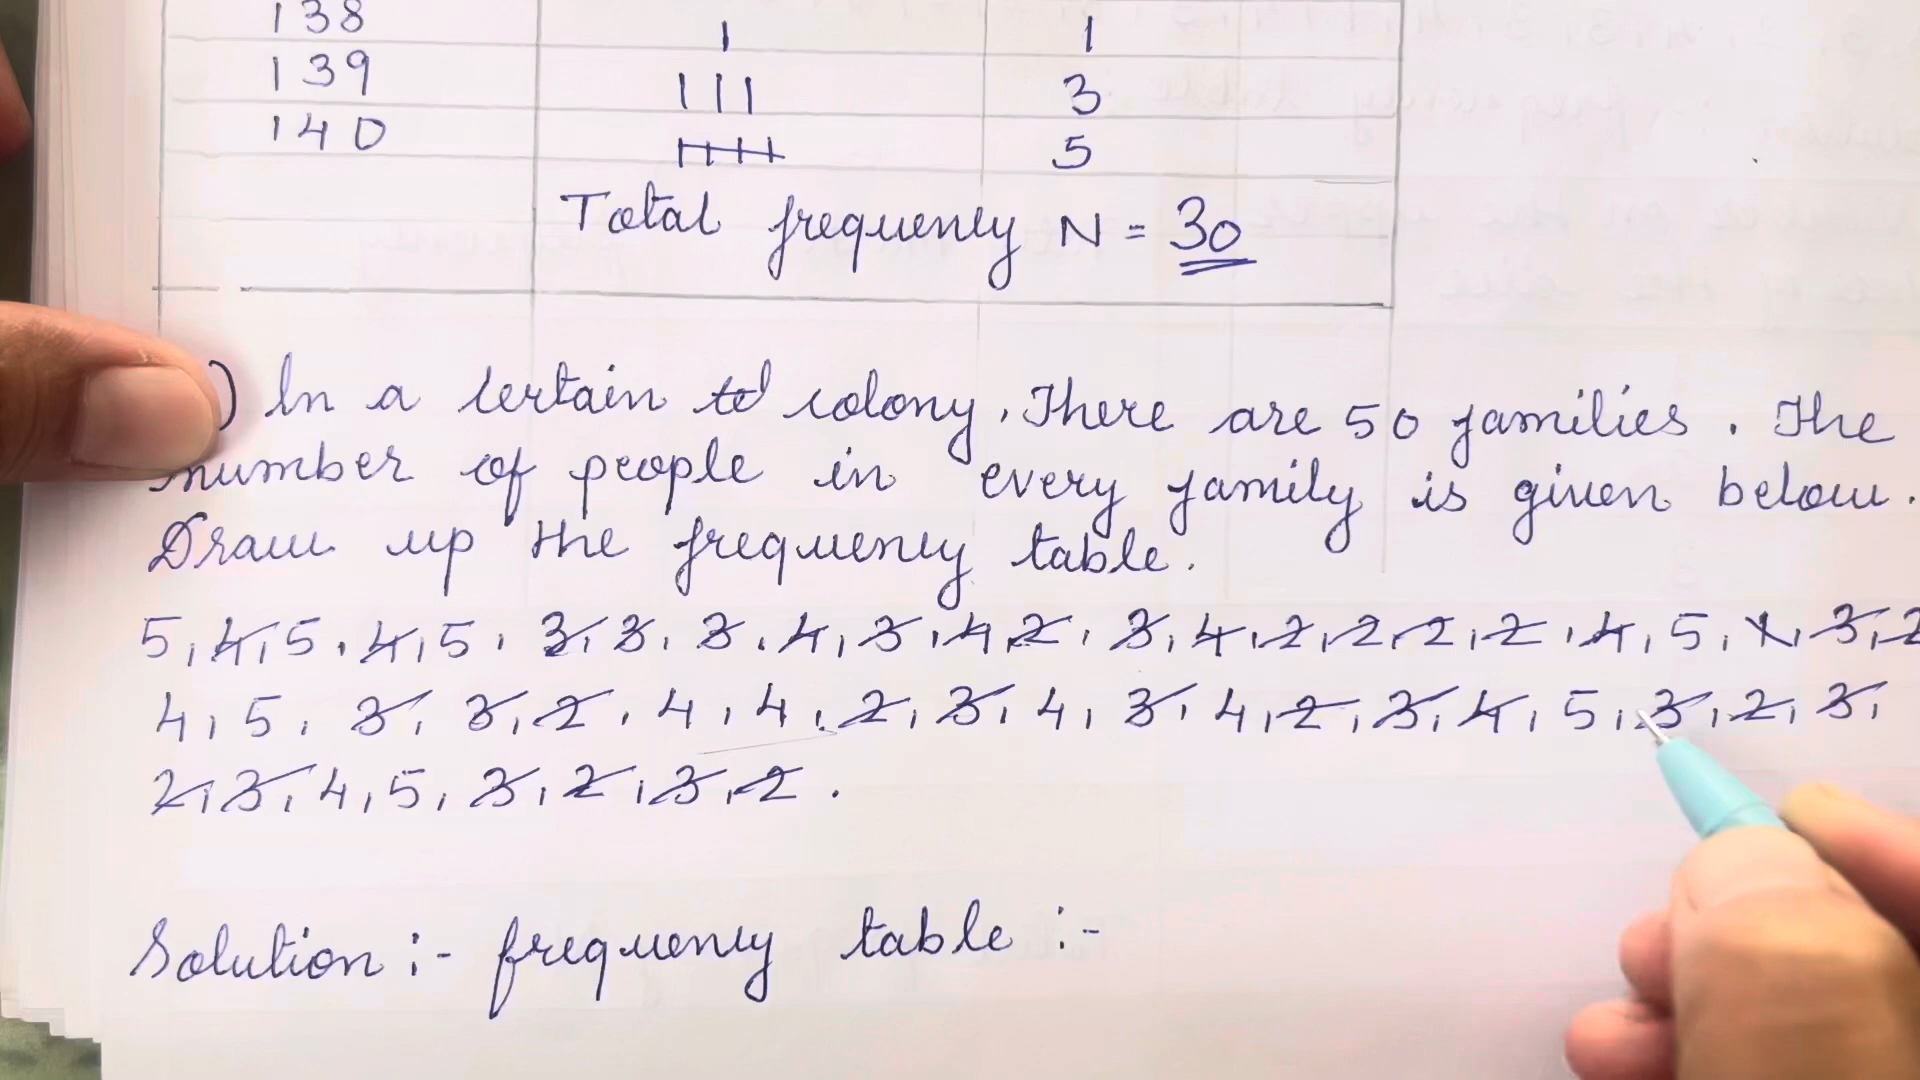 138 | 1
139 ||| 3
140 |||| 5
Total frequency N = 30
) In a certain colony, There are 50 families. The
number of people in every family is given below.
Draw up the frequency table.
5, 4, 5, 4, 5, 3, 3, 3, 4, 3, 4, 2, 3, 4, 2, 2, 2, 2, 4, 5, 1, 3, 2
4, 5, 3, 3, 2, 4, 4, 2, 3, 4, 3, 4, 2, 3, 4, 5, 3, 2, 3,
2, 3, 4, 5, 3, 2, 3, 2.
Solution :- frequency table :-